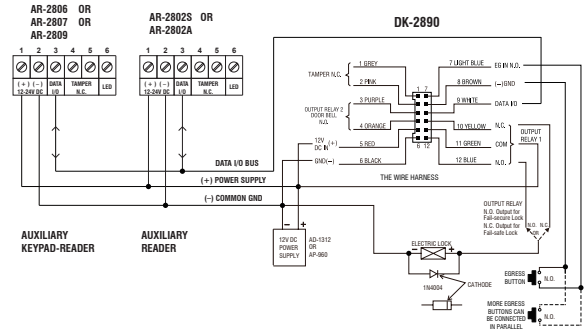 AR-2806 OR
AR-2807 OR
AR-2809
AR-2802S OR
AR-2802A
DK-2890
1 2 3 4 5 6
(+) (–) DATA TAMPER LED
12-24V DC I/O N.C.
1 2 3 4 5 6
(+) (–) DATA TAMPER LED
12-24V DC I/O N.C.
TAMPER N.C.
1 GREY
2 PINK
OUTPUT RELAY 2
DOOR BELL
N.O.
3 PURPLE
4 ORANGE
12V
DC IN (+)
5 RED
GND(–)
6 BLACK
1 7
6 12
7 LIGHT BLUE
EG IN N.O.
8 BROWN
(–)GND
9 WHITE
DATA I/O
10 YELLOW
N.C.
11 GREEN
COM
12 BLUE
N.O.
OUTPUT
RELAY 1
THE WIRE HARNESS
DATA I/O BUS
(+) POWER SUPPLY
(–) COMMON GND
AUXILIARY
KEYPAD-READER
AUXILIARY
READER
– +
12V DC
POWER
SUPPLY
AD-1312
OR
AP-960
ELECTRIC LOCK
– +
1N4004
CATHODE
OUTPUT RELAY
N.O. Output for
Fail-secure Lock
N.C. Output for
Fail-safe Lock
N.O. N.C.
OR
EGRESS
BUTTON
N.O.
MORE EGRESS
BUTTONS CAN
BE CONNECTED
IN PARALLEL
N.O.